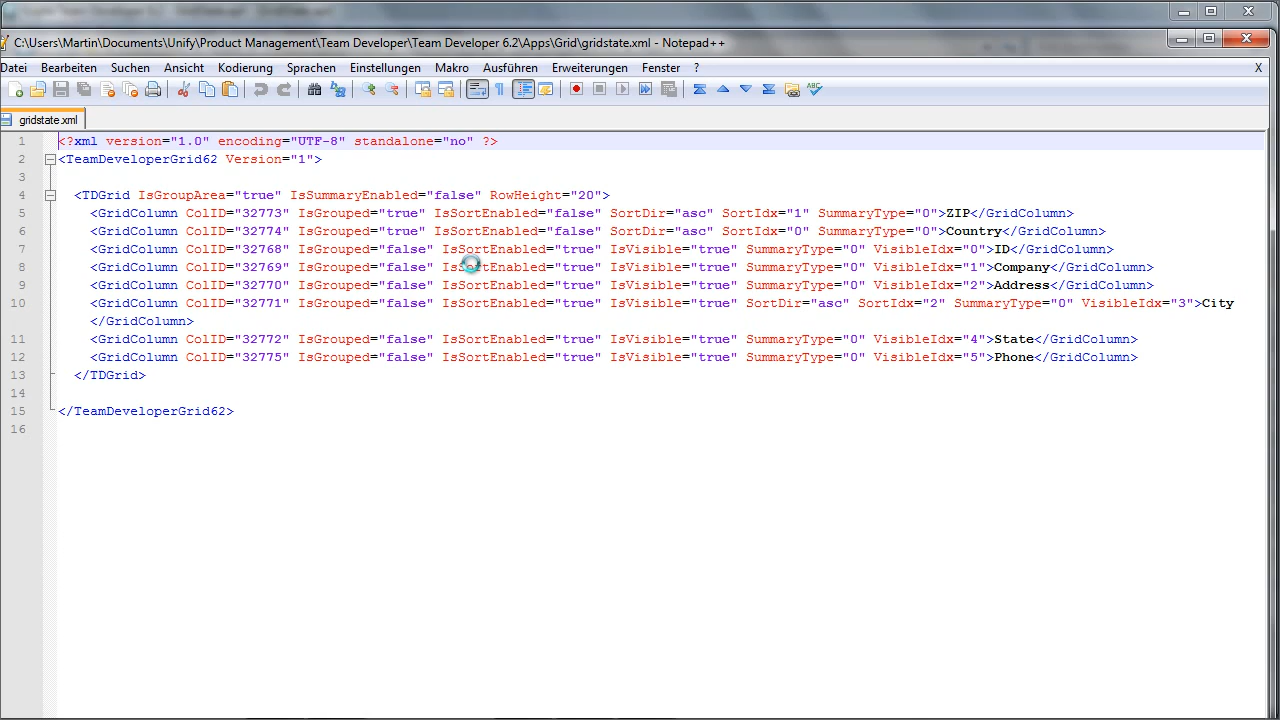 C:\Users\Martin\Documents\Unify\Product Management\Team Developer\Team Developer 6.2\Apps\Grid\gridstate.xml - Notepad++
Datei Bearbeiten Suchen Ansicht Kodierung Sprachen Einstellungen Makro Ausführen Erweiterungen Fenster ? X
gridstate.xml
1 <?xml version="1.0" encoding="UTF-8" standalone="no" ?>
2 <TeamDeveloperGrid62 Version="1">
3
4 <TDGrid IsGroupArea="true" IsSummaryEnabled="false" RowHeight="20">
5 <GridColumn ColID="32773" IsGrouped="true" IsSortEnabled="false" SortDir="asc" SortIdx="1" SummaryType="0">ZIP</GridColumn>
6 <GridColumn ColID="32774" IsGrouped="true" IsSortEnabled="false" SortDir="asc" SortIdx="0" SummaryType="0">Country</GridColumn>
7 <GridColumn ColID="32768" IsGrouped="false" IsSortEnabled="true" IsVisible="true" SummaryType="0" VisibleIdx="0">ID</GridColumn>
8 <GridColumn ColID="32769" IsGrouped="false" IsSortEnabled="true" IsVisible="true" SummaryType="0" VisibleIdx="1">Company</GridColumn>
9 <GridColumn ColID="32770" IsGrouped="false" IsSortEnabled="true" IsVisible="true" SummaryType="0" VisibleIdx="2">Address</GridColumn>
10 <GridColumn ColID="32771" IsGrouped="false" IsSortEnabled="true" IsVisible="true" SortDir="asc" SortIdx="2" SummaryType="0" VisibleIdx="3">City
</GridColumn>
11 <GridColumn ColID="32772" IsGrouped="false" IsSortEnabled="true" IsVisible="true" SummaryType="0" VisibleIdx="4">State</GridColumn>
12 <GridColumn ColID="32775" IsGrouped="false" IsSortEnabled="true" IsVisible="true" SummaryType="0" VisibleIdx="5">Phone</GridColumn>
13 </TDGrid>
14
15 </TeamDeveloperGrid62>
16